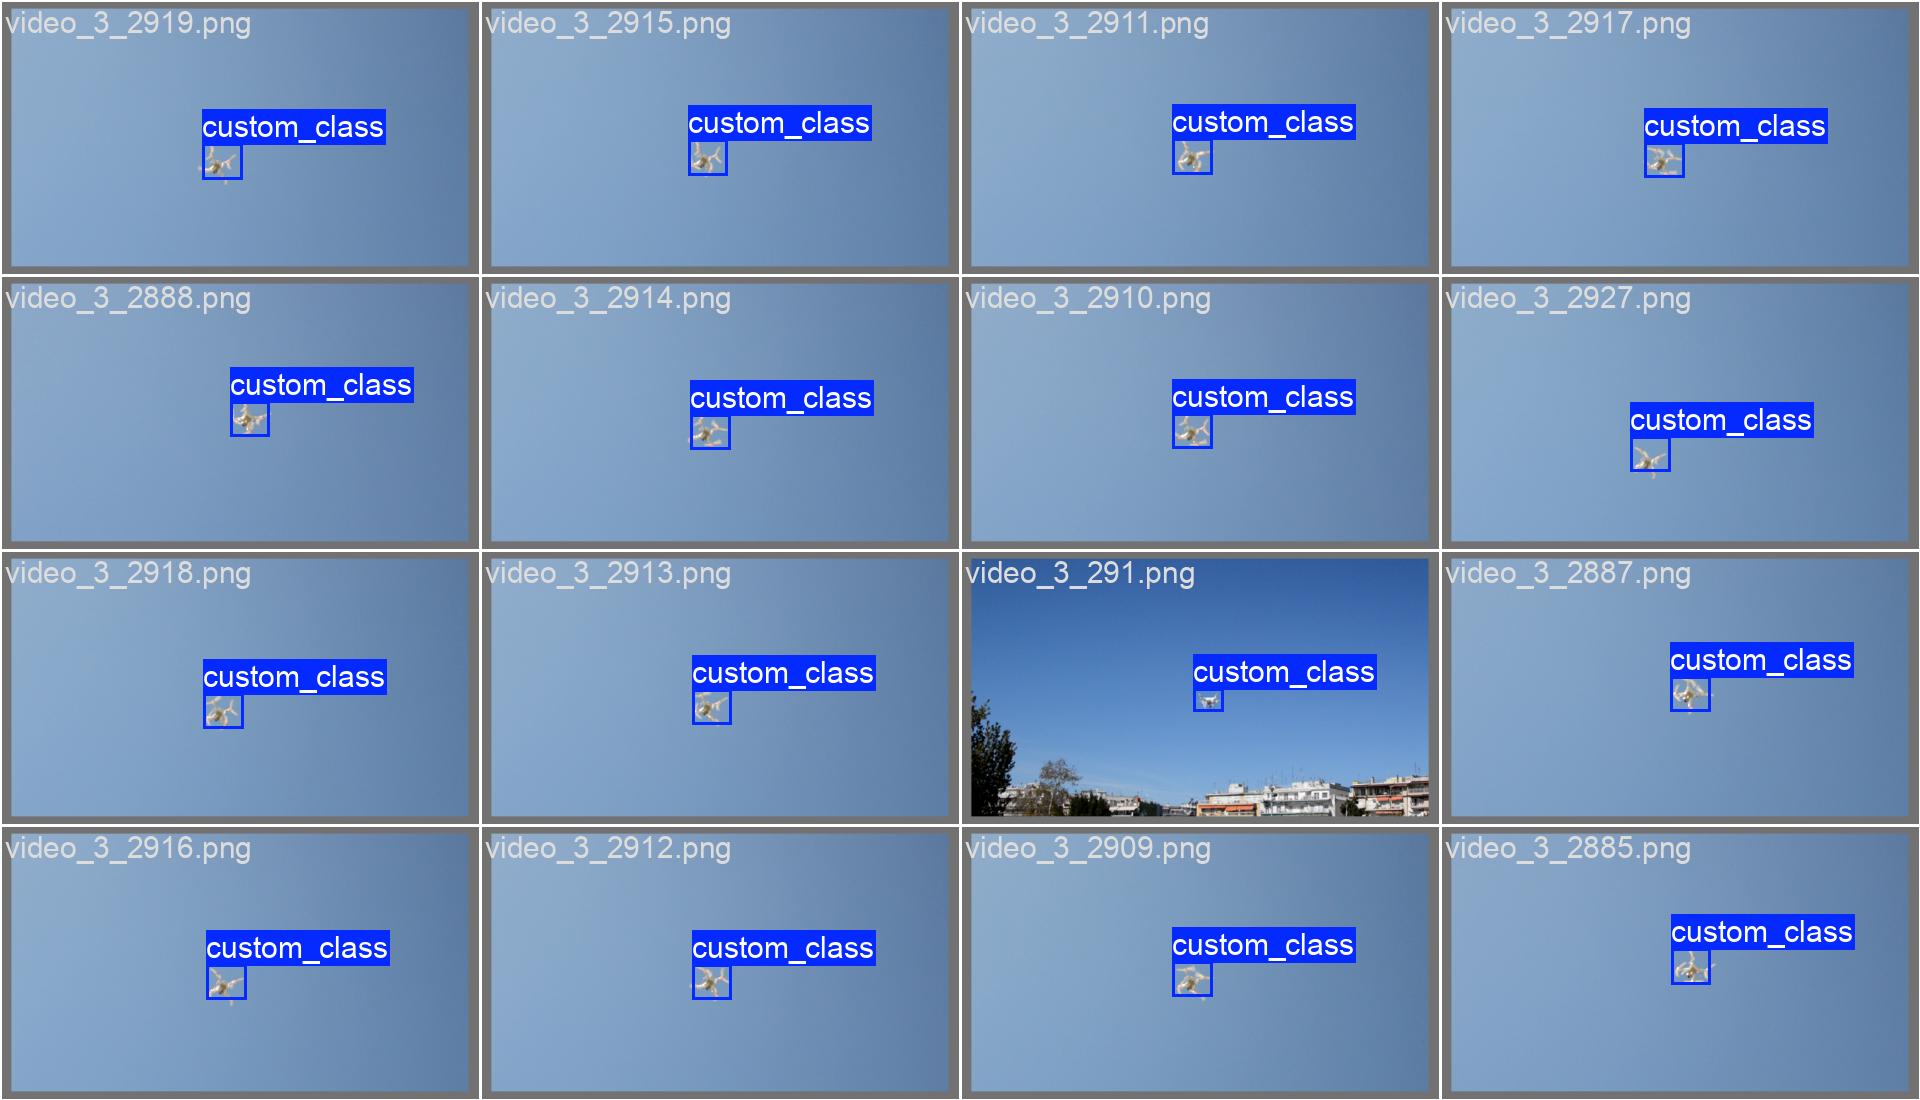 video_3_2919.png
custom_class
video_3_2915.png
custom_class
video_3_2911.png
custom_class
video_3_2917.png
custom_class
video_3_2888.png
custom_class
video_3_2914.png
custom_class
video_3_2910.png
custom_class
video_3_2927.png
custom_class
video_3_2918.png
custom_class
video_3_2913.png
custom_class
video_3_291.png
custom_class
video_3_2887.png
custom_class
video_3_2916.png
custom_class
video_3_2912.png
custom_class
video_3_2909.png
custom_class
video_3_2885.png
custom_class